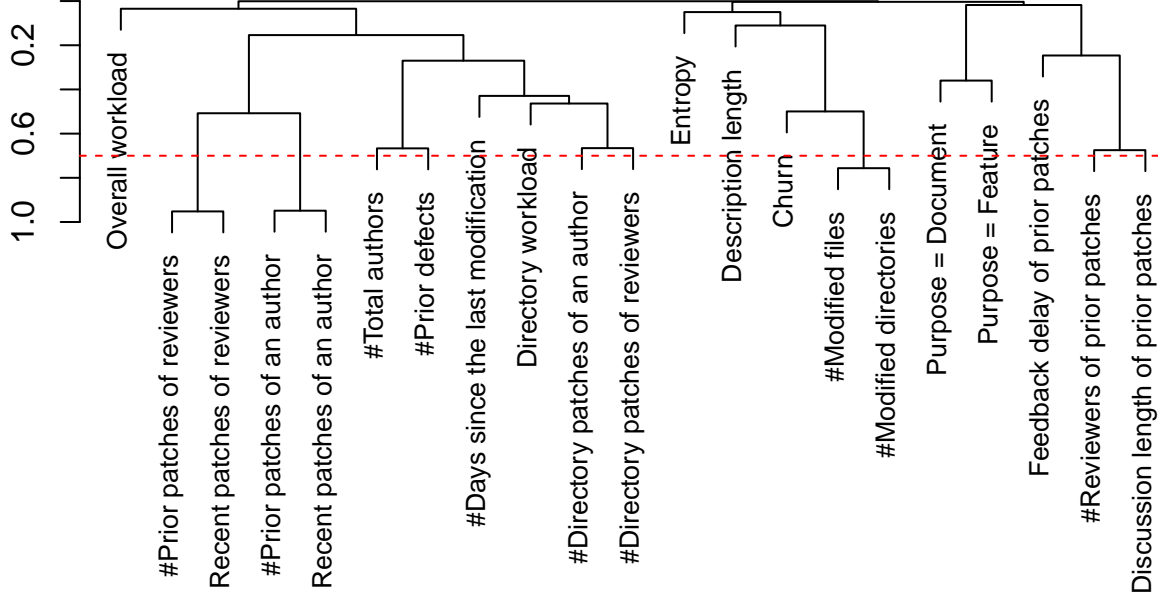 0.2
0.6
1.0
Overall workload
#Prior patches of reviewers
Recent patches of reviewers
#Prior patches of an author
Recent patches of an author
#Total authors
#Prior defects
#Days since the last modification
Directory workload
#Directory patches of an author
#Directory patches of reviewers
Entropy
Description length
Churn
#Modified files
#Modified directories
Purpose = Document
Purpose = Feature
Feedback delay of prior patches
#Reviewers of prior patches
Discussion length of prior patches